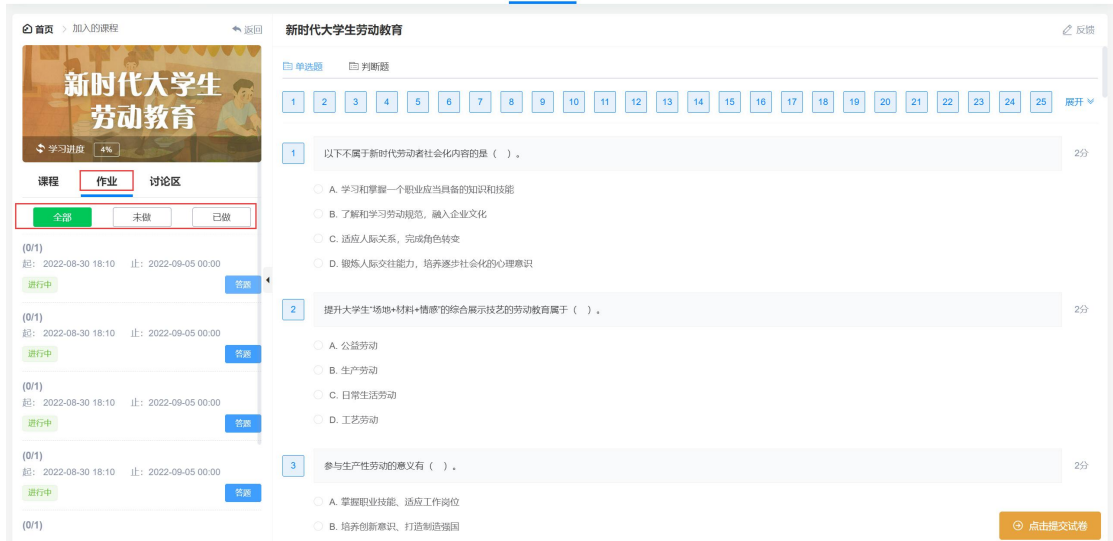 首页 > 加入的课程
返回
新时代大学生
劳动教育
学习进度 4%
课程 作业 讨论区
全部 未做 已做
(0/1)
起: 2022-08-30 18:10 止: 2022-09-05 00:00
进行中 答题
(0/1)
起: 2022-08-30 18:10 止: 2022-09-05 00:00
进行中 答题
(0/1)
起: 2022-08-30 18:10 止: 2022-09-05 00:00
进行中 答题
(0/1)
起: 2022-08-30 18:10 止: 2022-09-05 00:00
进行中 答题
(0/1)
新时代大学生劳动教育
反馈
单选题 判断题
1 2 3 4 5 6 7 8 9 10 11 12 13 14 15 16 17 18 19 20 21 22 23 24 25 展开
1 以下不属于新时代劳动者社会化内容的是（ ）。 2分
A. 学习和掌握一个职业应当具备的知识和技能
B. 了解和学习劳动规范，融入企业文化
C. 适应人际关系，完成角色转变
D. 锻炼人际交往能力，培养逐步社会化的心理意识
2 提升大学生“场地+材料+情感”的综合展示技艺的劳动教育属于（ ）。 2分
A. 公益劳动
B. 生产劳动
C. 日常生活劳动
D. 工艺劳动
3 参与生产性劳动的意义有（ ）。 2分
A. 掌握职业技能、适应工作岗位
B. 培养创新意识、打造制造强国
点击提交试卷